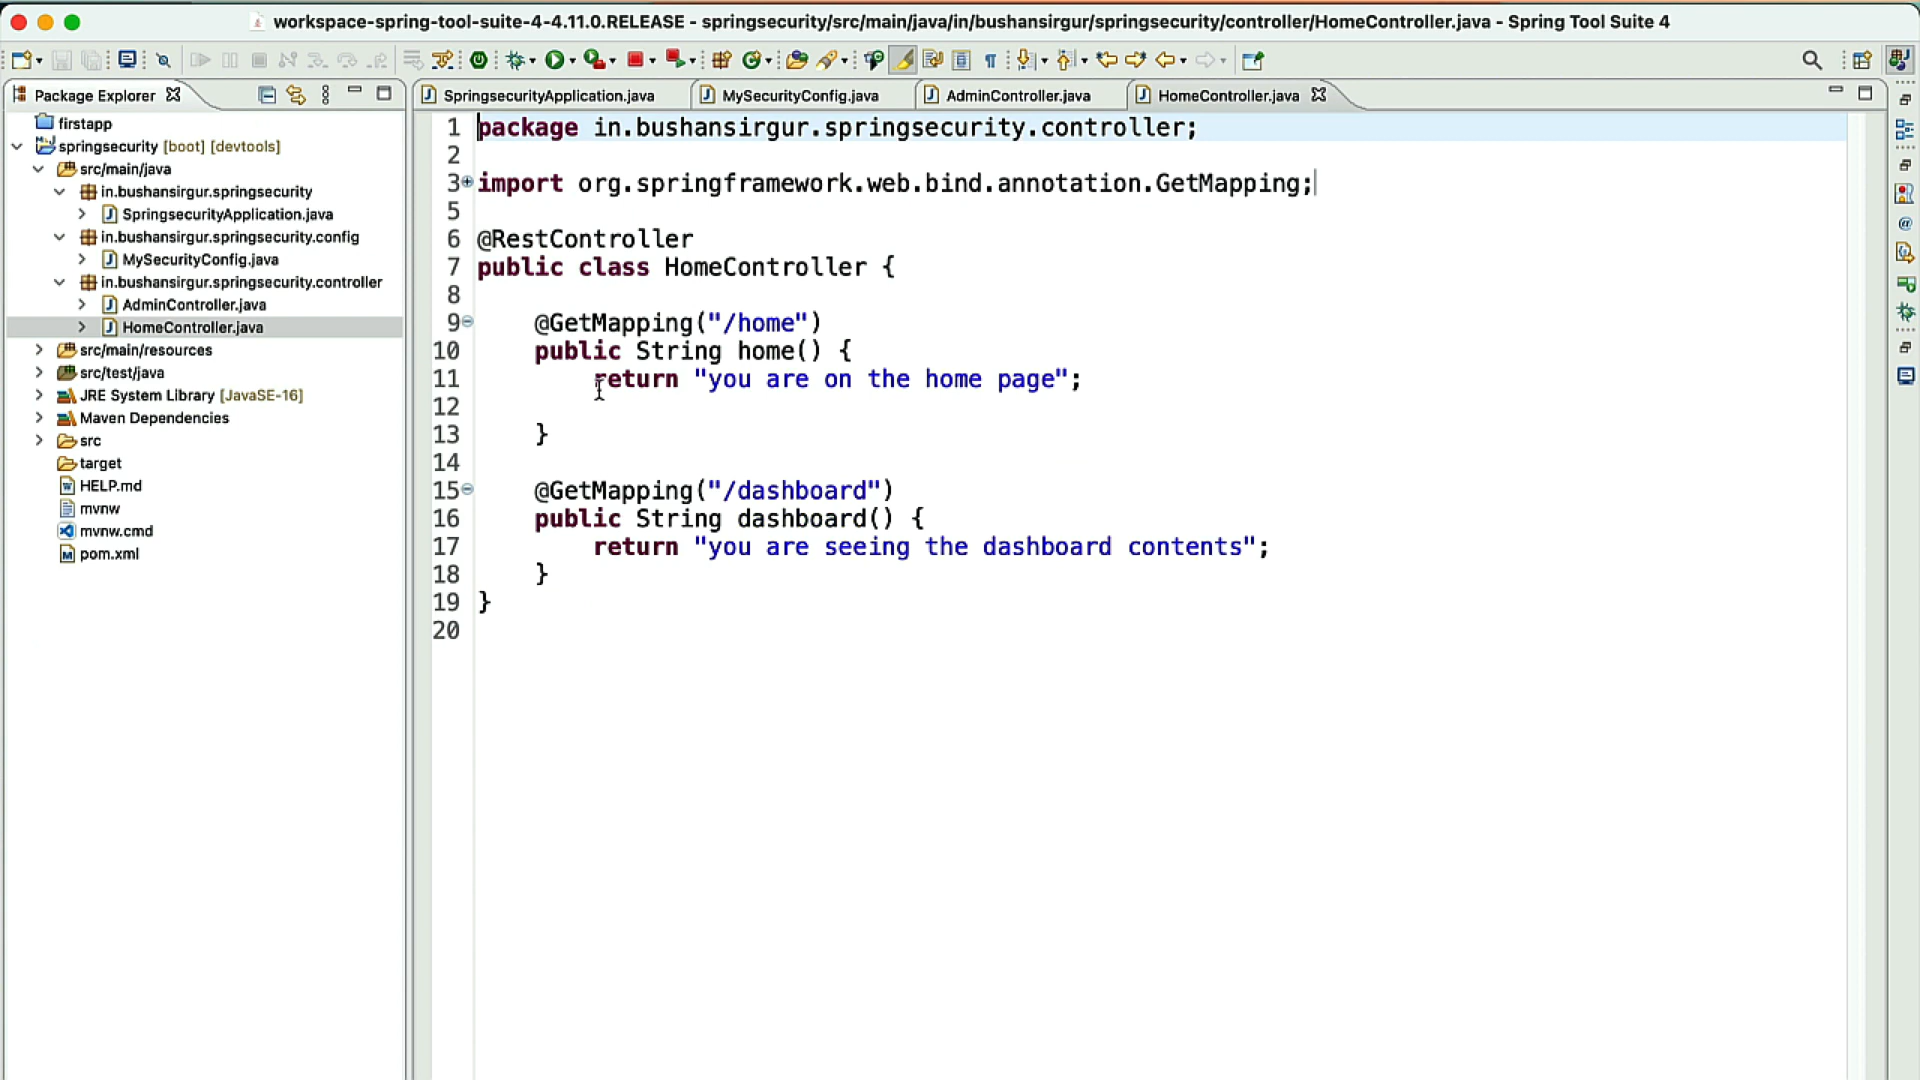 workspace-spring-tool-suite-4-4.11.0.RELEASE - springsecurity/src/main/java/in/bushansirgur/springsecurity/controller/HomeController.java - Spring Tool Suite 4
Package Explorer
firstapp
springsecurity [boot] [devtools]
src/main/java
in.bushansirgur.springsecurity
SpringsecurityApplication.java
in.bushansirgur.springsecurity.config
MySecurityConfig.java
in.bushansirgur.springsecurity.controller
AdminController.java
HomeController.java
src/main/resources
src/test/java
JRE System Library [JavaSE-16]
Maven Dependencies
src
target
HELP.md
mvnw
mvnw.cmd
pom.xml
SpringsecurityApplication.java MySecurityConfig.java AdminController.java HomeController.java
1 package in.bushansirgur.springsecurity.controller;
2
3 import org.springframework.web.bind.annotation.GetMapping;
5
6 @RestController
7 public class HomeController {
8
9 @GetMapping("/home")
10 public String home() {
11 return "you are on the home page";
12
13 }
14
15 @GetMapping("/dashboard")
16 public String dashboard() {
17 return "you are seeing the dashboard contents";
18 }
19 }
20